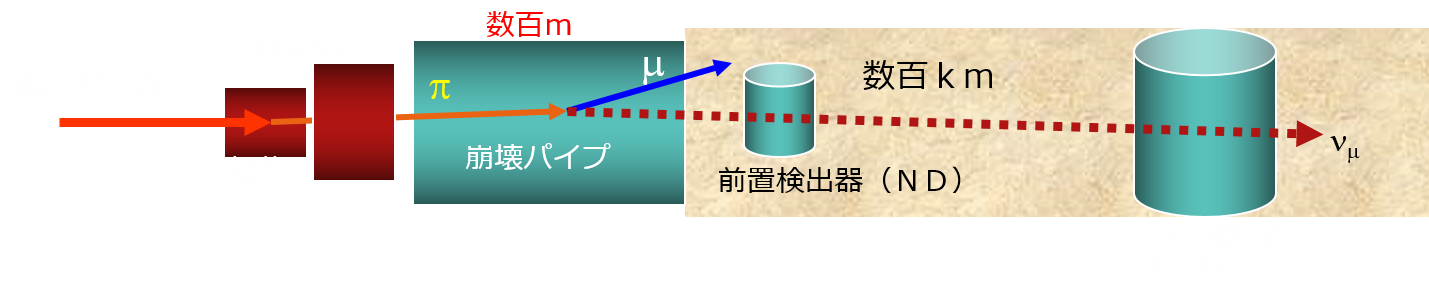 数百ｍ
π
μ
崩壊パイプ
数百ｋｍ
前置検出器（ＮＤ）
νμ